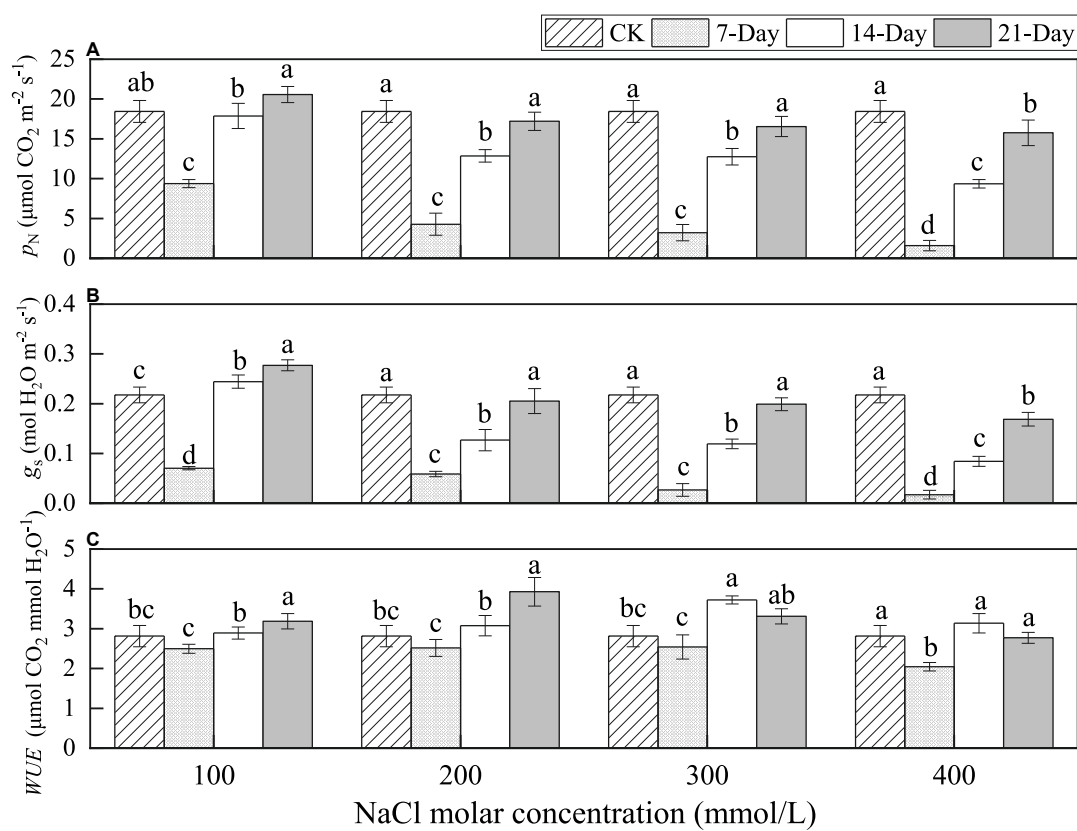 CK 7-Day 14-Day 21-Day
A
25
20
15
10
5
0
pN (μmol CO2 m-2 s-1)
ab c b a
a c b a
a c b a
a d c b
B
0.4
0.3
0.2
0.1
0.0
gs (mol H2O m-2 s-1)
c d b a
a c b a
a c b a
a d c b
C
5
4
3
2
1
0
WUE (μmol CO2 mmol H2O-1)
bc c b a
bc c b a
bc c a ab
a b a a
100 200 300 400
NaCl molar concentration (mmol/L)